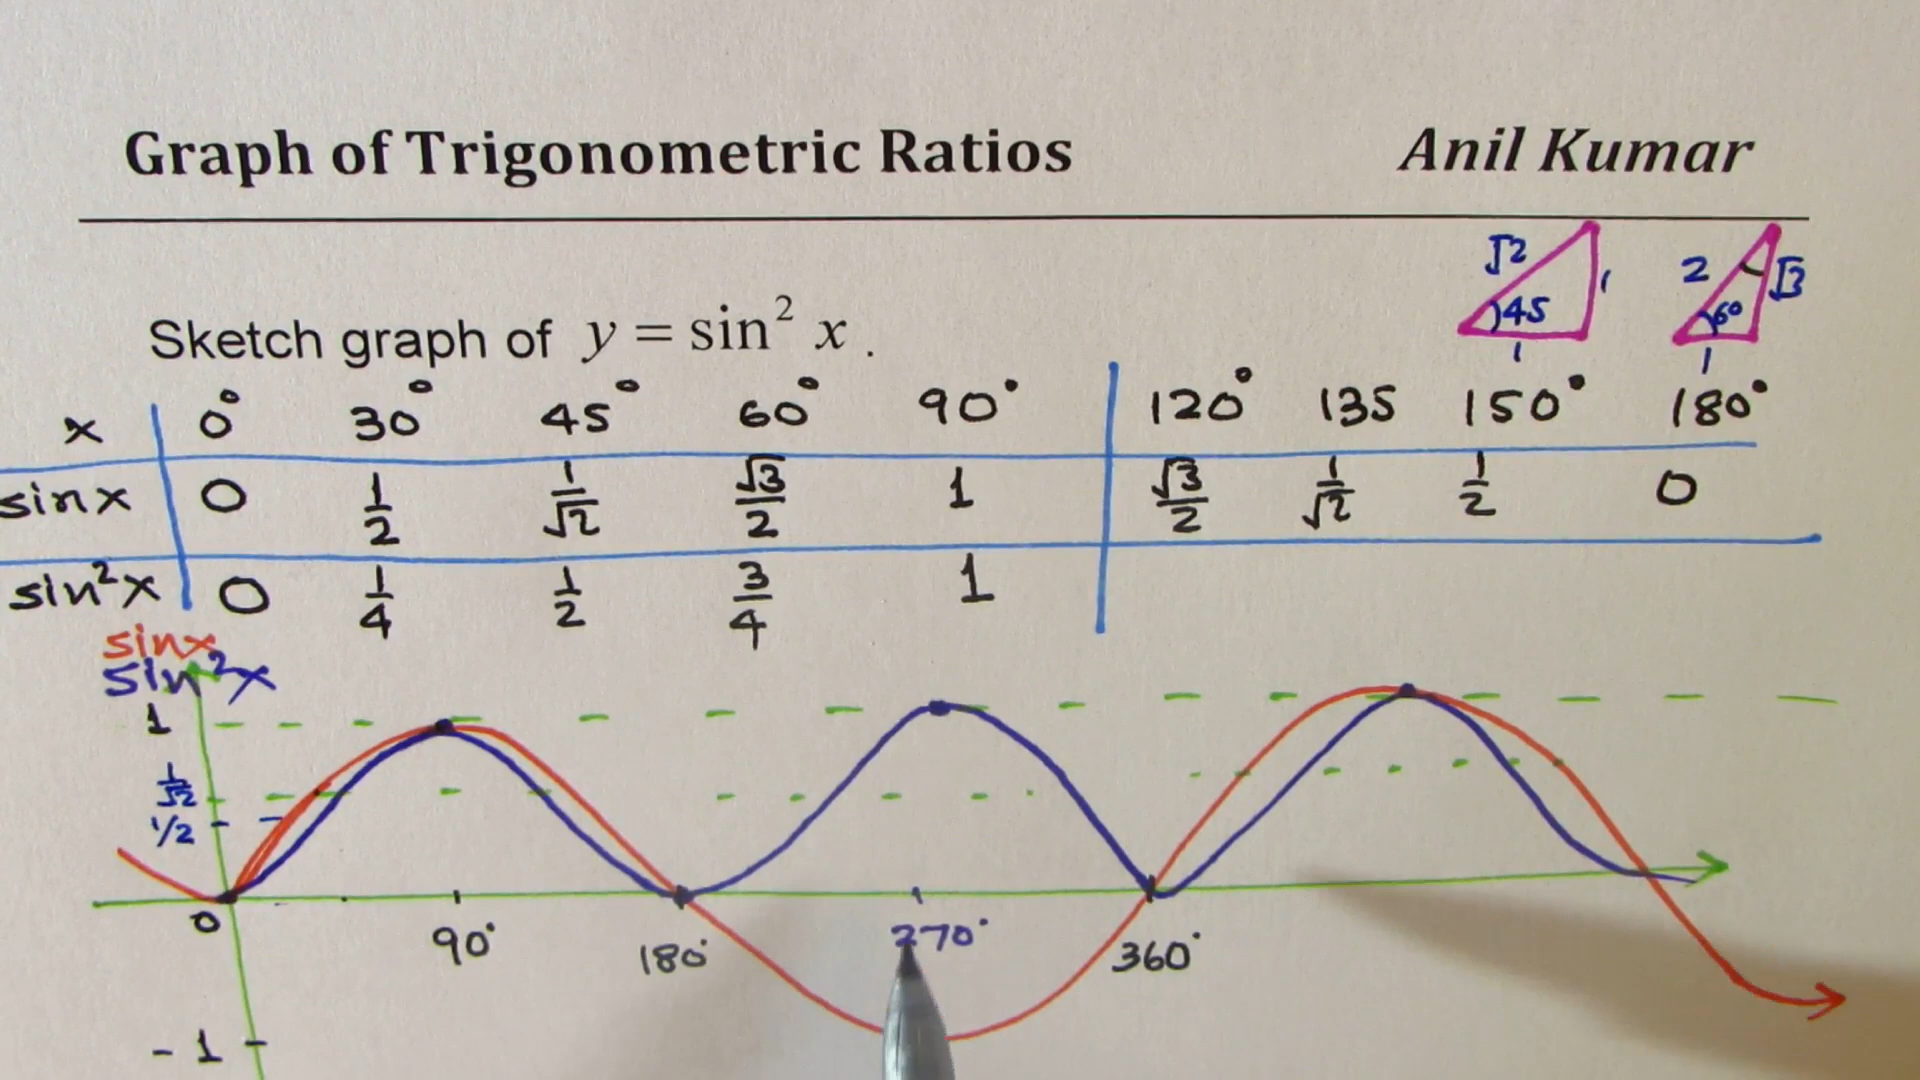 Graph of Trigonometric Ratios Anil Kumar
√2 1 45 1
2 √3 60 1
Sketch graph of y = sin² x .
x 0° 30° 45° 60° 90° 120° 135 150° 180°
sinx 0 1/2 1/√2 √3/2 1 √3/2 1/√2 1/2 0
sin²x 0 1/4 1/2 3/4 1
sinx
sin²x
1
1/√2
1/2
0 90° 180° 270° 360°
-1